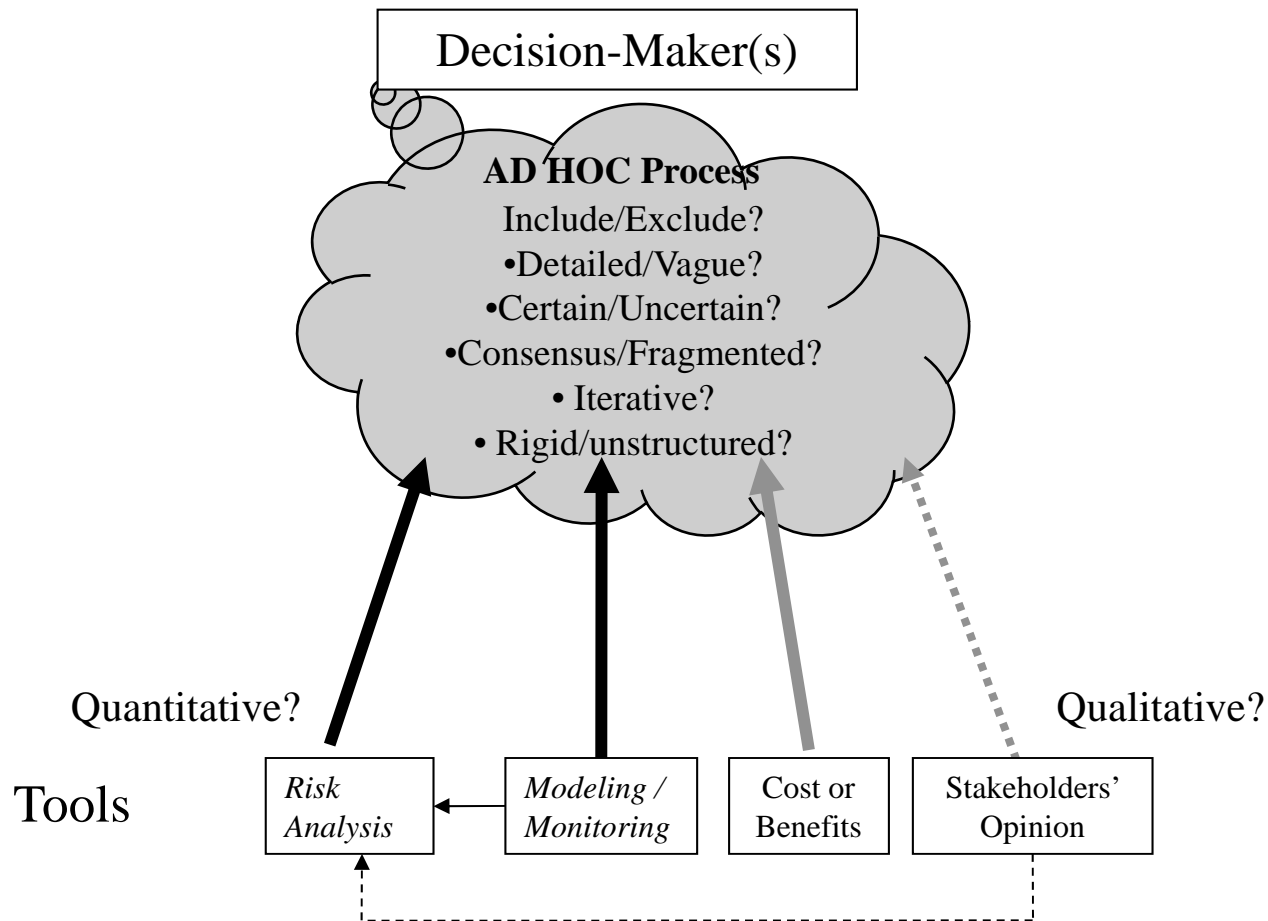 Decision-Maker(s)
AD HOC Process
Include/Exclude?
•Detailed/Vague?
•Certain/Uncertain?
•Consensus/Fragmented?
• Iterative?
• Rigid/unstructured?
Quantitative?
Qualitative?
Tools
Risk
Analysis
Modeling /
Monitoring
Cost or
Benefits
Stakeholders’
Opinion